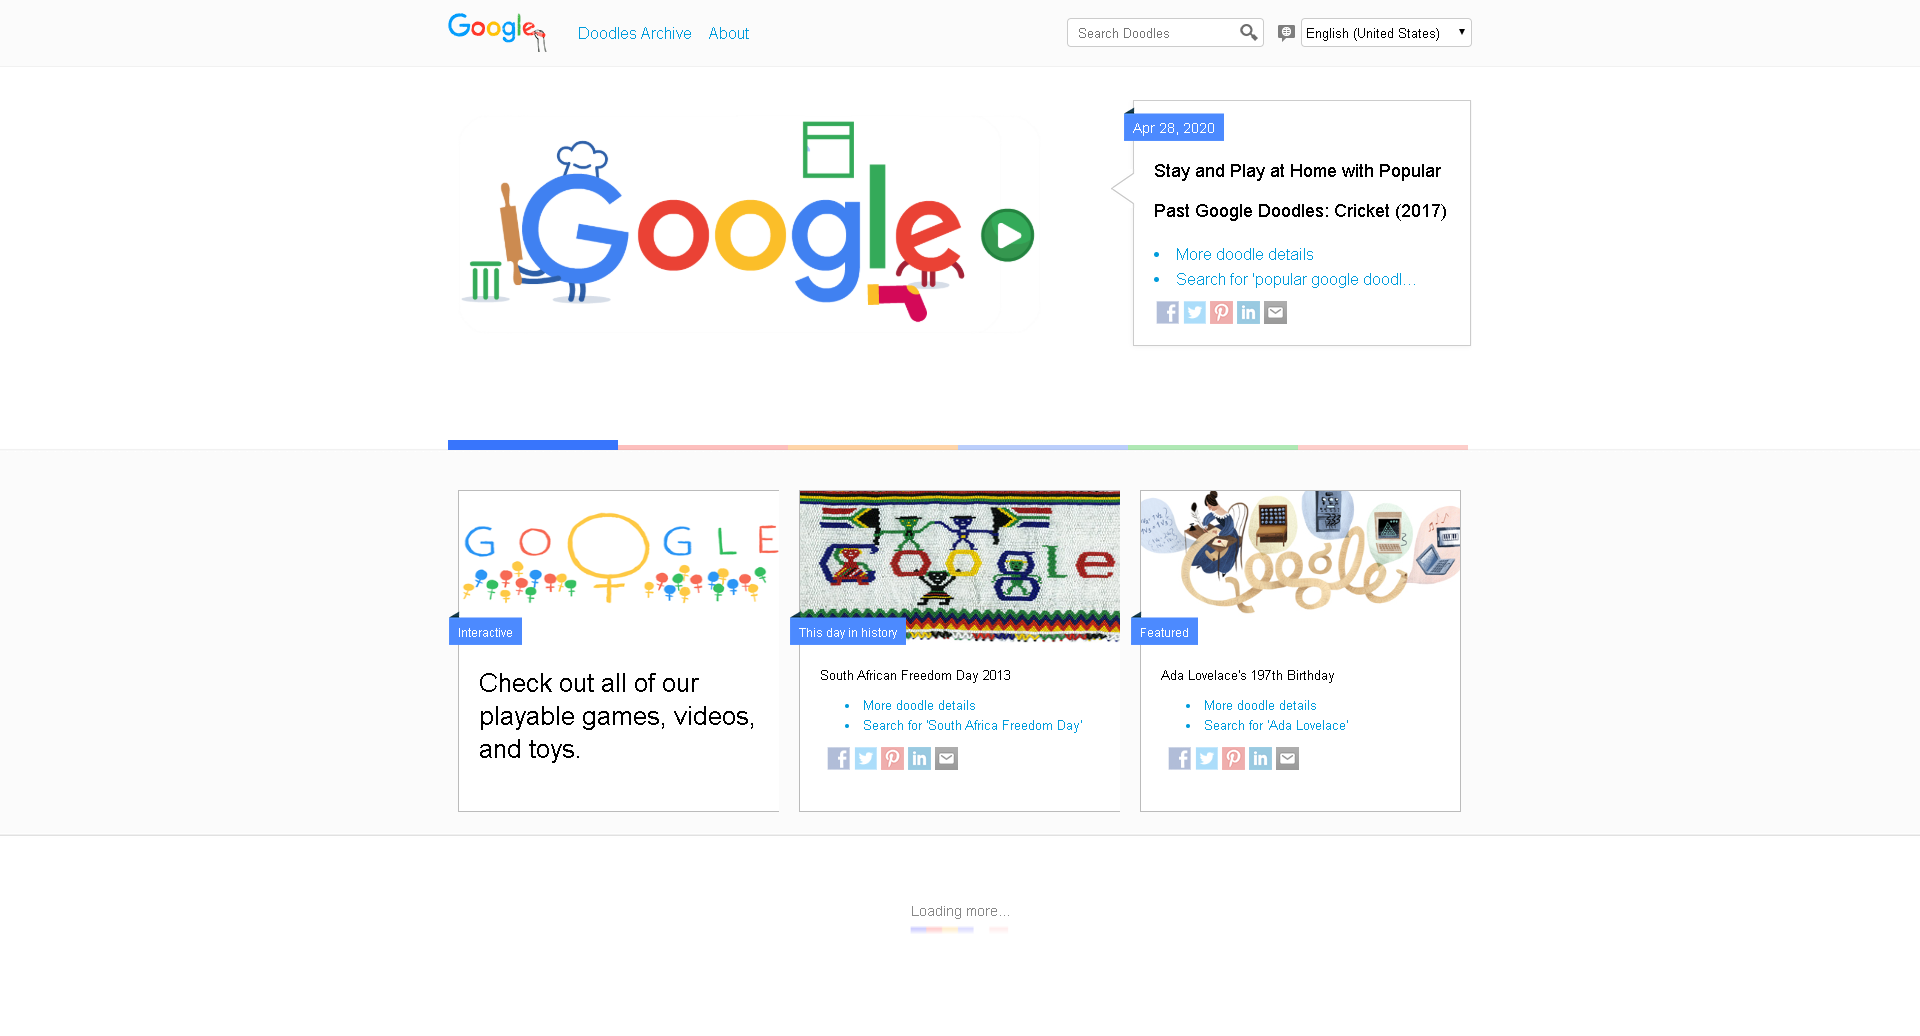 Google
Doodles Archive
About
Search Doodles
English (United States)
Google
Apr 28, 2020
Stay and Play at Home with Popular
Past Google Doodles: Cricket (2017)
More doodle details
Search for 'popular google doodl...
GOOGLE
Interactive
Check out all of our
playable games, videos,
and toys.
Google
This day in history
South African Freedom Day 2013
More doodle details
Search for 'South Africa Freedom Day'
Google
Featured
Ada Lovelace's 197th Birthday
More doodle details
Search for 'Ada Lovelace'
Loading more...